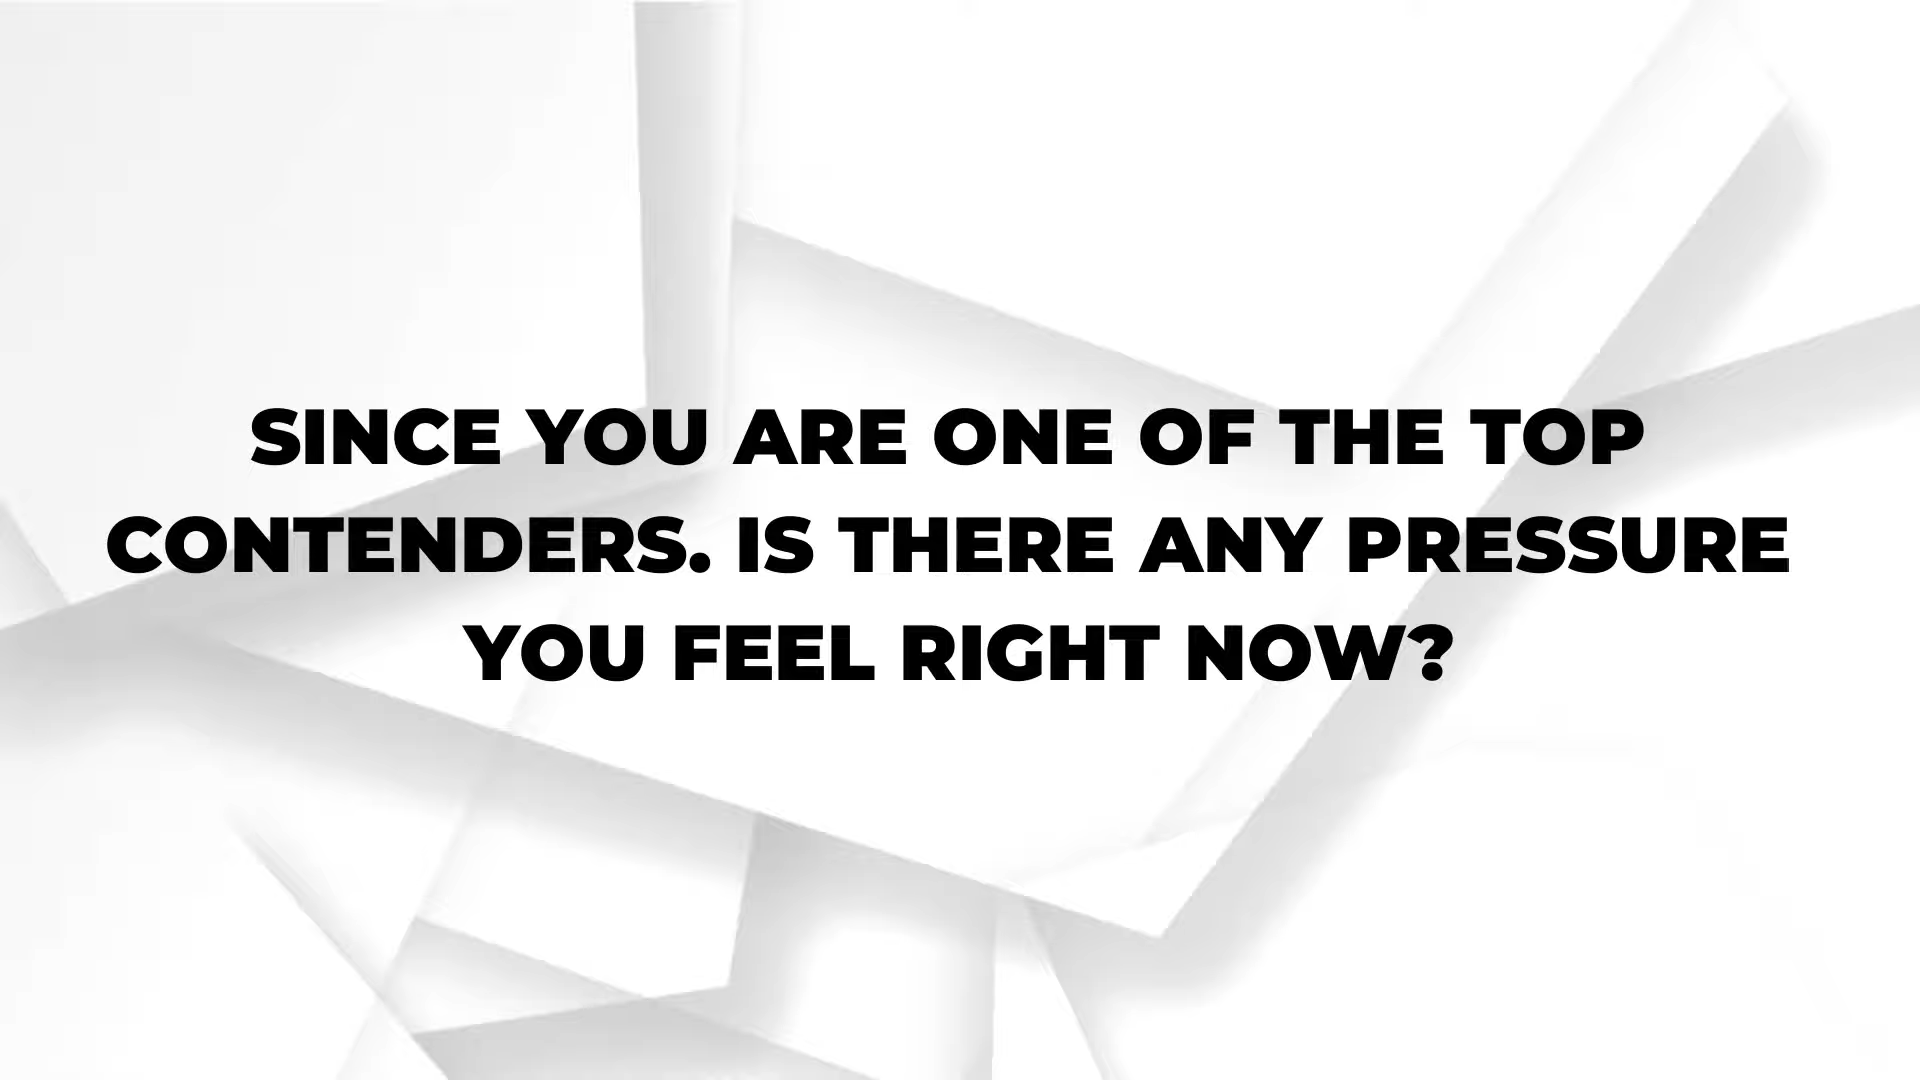 SINCE YOU ARE ONE OF THE TOP
CONTENDERS. IS THERE ANY PRESSURE
YOU FEEL RIGHT NOW?